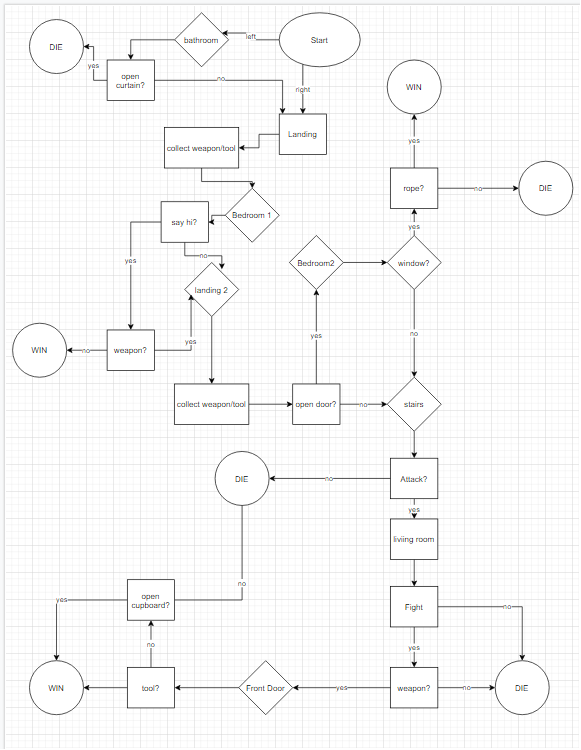 Start
left
bathroom
DIE
yes
open
curtain?
no
right
WIN
Landing
collect weapon/tool
yes
rope?
no
DIE
Bedroom 1
say hi?
yes
no
yes
Bedroom2
window?
landing 2
no
yes
yes
WIN
no
weapon?
collect weapon/tool
open door?
no
stairs
DIE
no
Attack?
yes
liviing room
no
open
cupboard?
yes
Fight
no
no
yes
WIN
tool?
Front Door
yes
weapon?
no
DIE